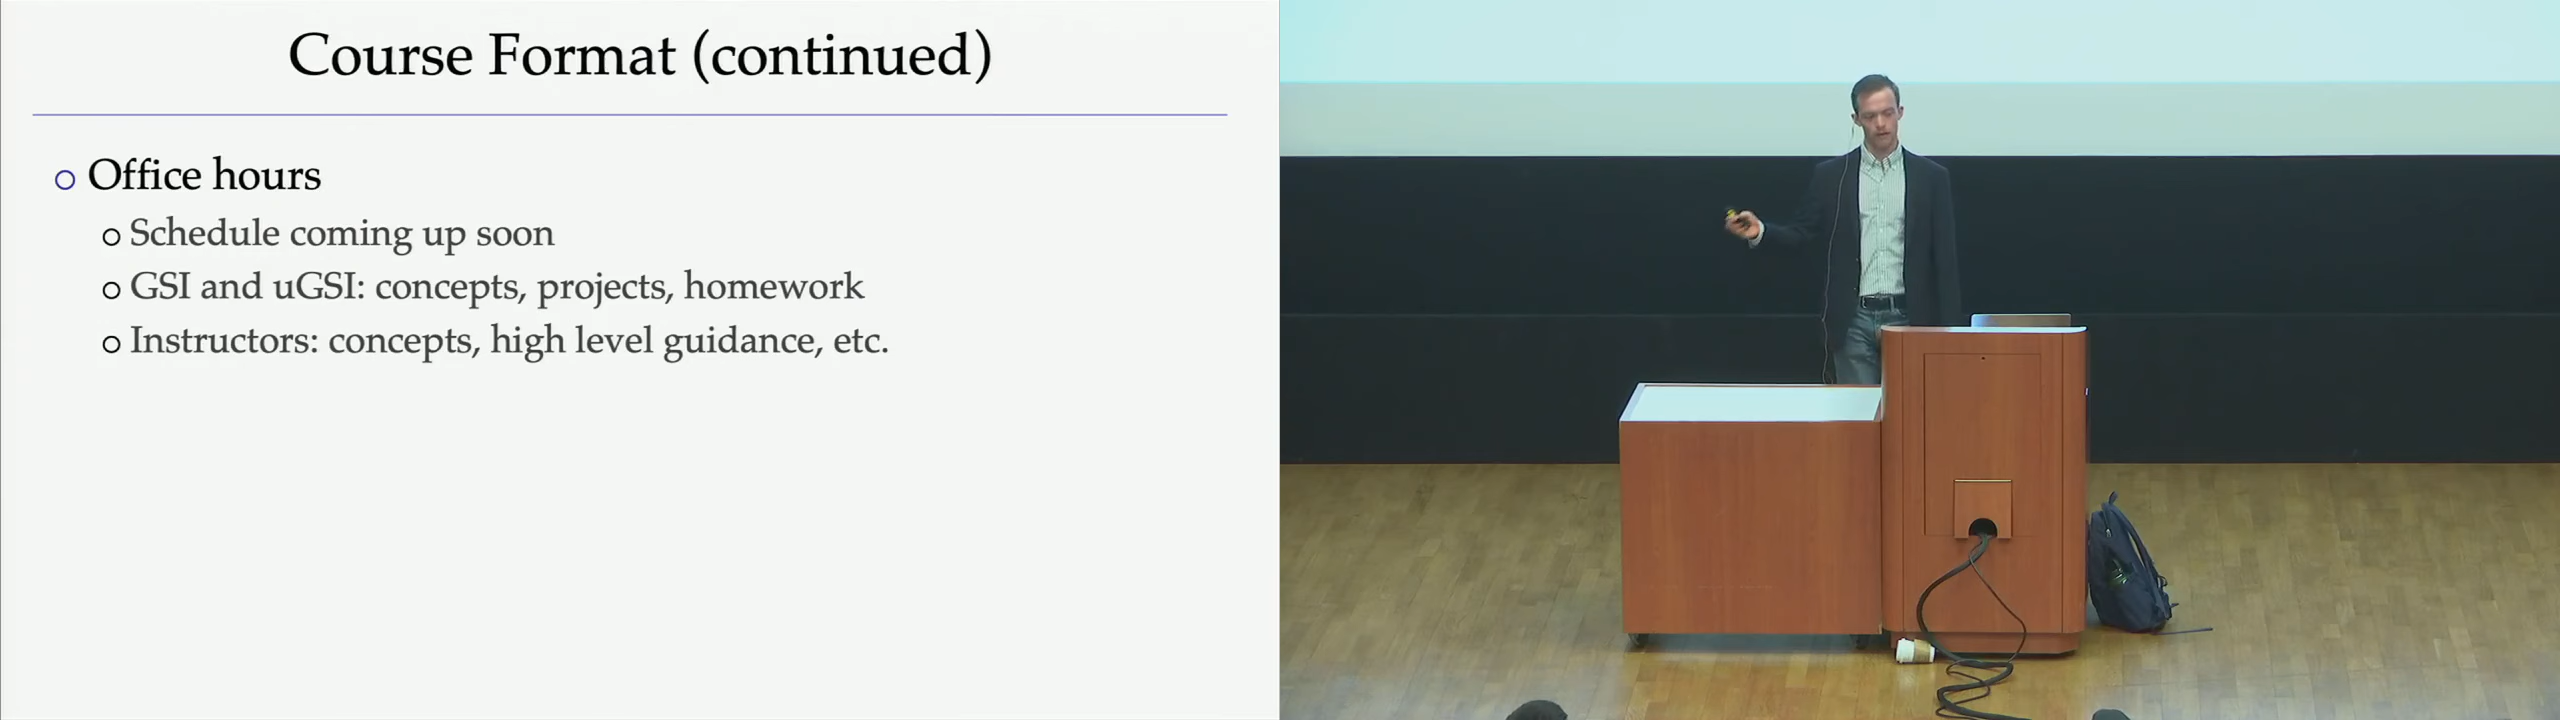 Course Format (continued)
Office hours
Schedule coming up soon
GSI and uGSI: concepts, projects, homework
Instructors: concepts, high level guidance, etc.